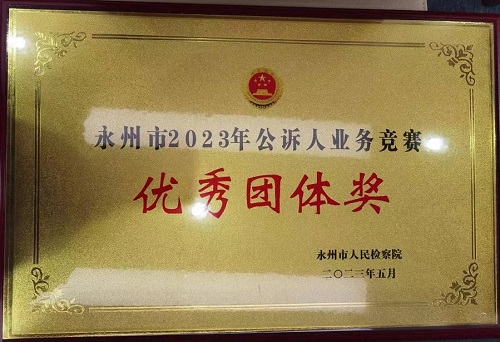 永州市2023年公诉人业务竞赛
优秀团体奖
永州市人民检察院
二〇二三年五月